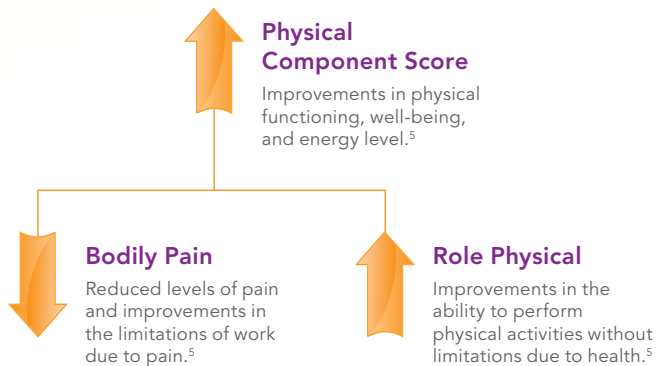 Physical
Component Score
Improvements in physical
functioning, well-being,
and energy level.⁵
Bodily Pain
Reduced levels of pain
and improvements in
the limitations of work
due to pain.⁵
Role Physical
Improvements in the
ability to perform
physical activities without
limitations due to health.⁵